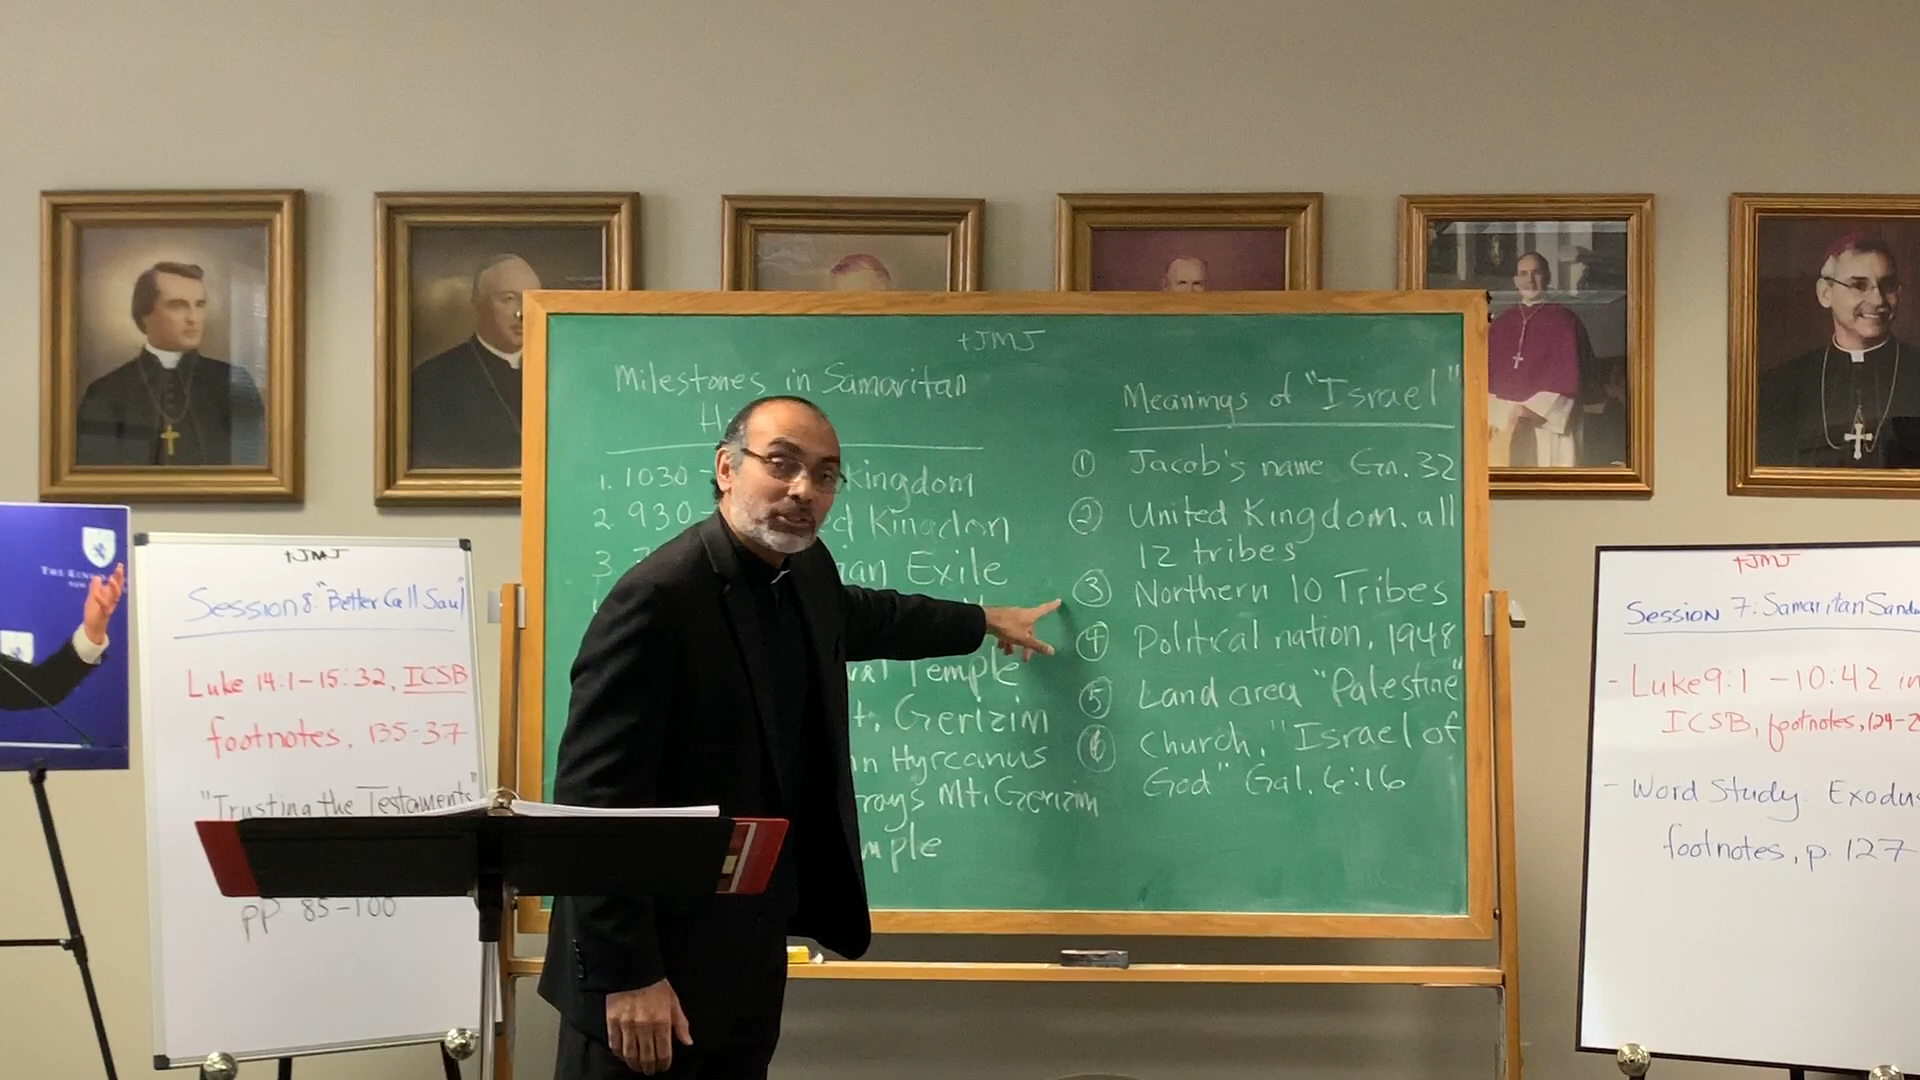 +JMJ
Milestones in Samaritan
1. 1030 - Kingdom
2. 930 - Kingdom
3. Exile
Temple
Mt. Gerizim
Hyrcanus
Mt. Gerizim
Meanings of "Israel"
① Jacob's name Gn. 32
② United Kingdom, all
12 tribes
③ Northern 10 Tribes
④ Political nation, 1948
⑤ Land area "Palestine"
⑥ Church, "Israel of
God" Gal. 6:16
+JMJ
Session 8: "Better Call Saul"
Luke 14:1-15:32, ICSB
footnotes, 135-37
"Trusting the Testaments"
pp 85-100
+JMJ
Session 7: Samaritan
- Luke 9:1 - 10:42 in
ICSB, footnotes, 124-2
- Word Study: Exodus
footnotes, p. 127